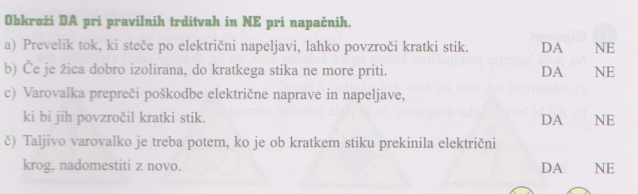 Obkroži DA pri pravilnih trditvah in NE pri napačnih.
a) Prevelik tok, ki steče po električni napeljavi, lahko povzroči kratki stik. DA NE
b) Če je žica dobro izolirana, do kratkega stika ne more priti. DA NE
c) Varovalka prepreči poškodbe električne naprave in napeljave,
ki bi jih povzročil kratki stik. DA NE
č) Taljivo varovalko je treba potem, ko je ob kratkem stiku prekinila električni
krog, nadomestiti z novo. DA NE